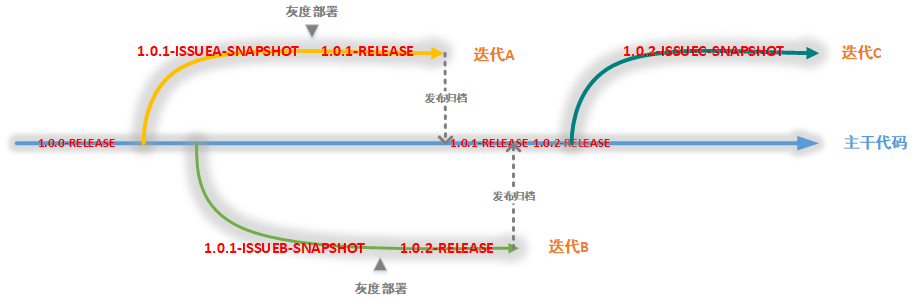 灰度部署
1.0.1-ISSUEA-SNAPSHOT 1.0.1-RELEASE 迭代A
1.0.2-ISSUEC-SNAPSHOT 迭代C
发布归档
1.0.0-RELEASE 1.0.1-RELEASE 1.0.2-RELEASE 主干代码
发布归档
1.0.1-ISSUEB-SNAPSHOT 1.0.2-RELEASE 迭代B
灰度部署